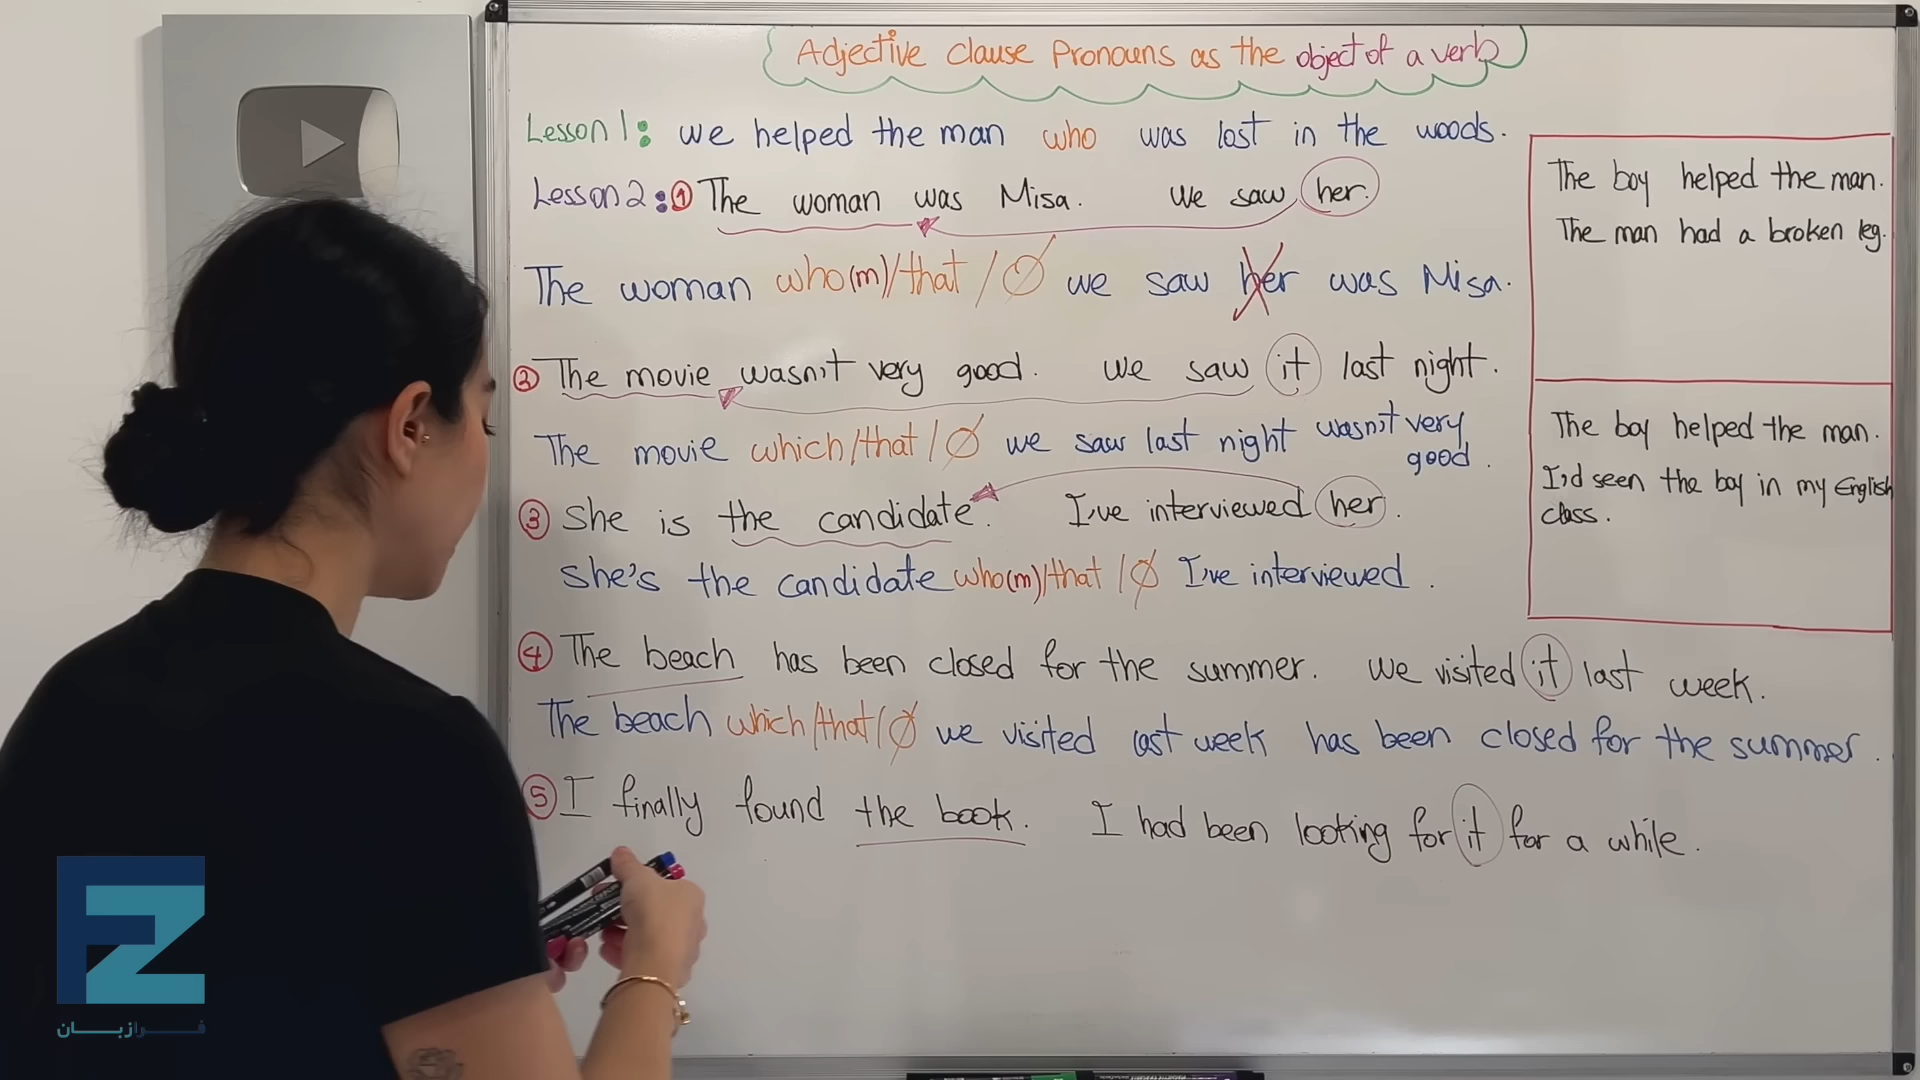 Adjective Clause Pronouns as the object of a verb
Lesson 1: we helped the man who was lost in the woods.
Lesson 2: ① The woman was Misa. We saw her.
The woman who(m)/that/Ø we saw her was Misa.
② The movie wasn't very good. We saw it last night.
The movie which/that/Ø we saw last night wasn't very good.
③ She is the candidate. I've interviewed her.
She's the candidate who(m)/that/Ø I've interviewed.
④ The beach has been closed for the summer. We visited it last week.
The beach which/that/Ø we visited last week has been closed for the summer.
⑤ I finally found the book. I had been looking for it for a while.
The boy helped the man.
The man had a broken leg.
The boy helped the man.
I'd seen the boy in my English
class.
FZ
فرازبان